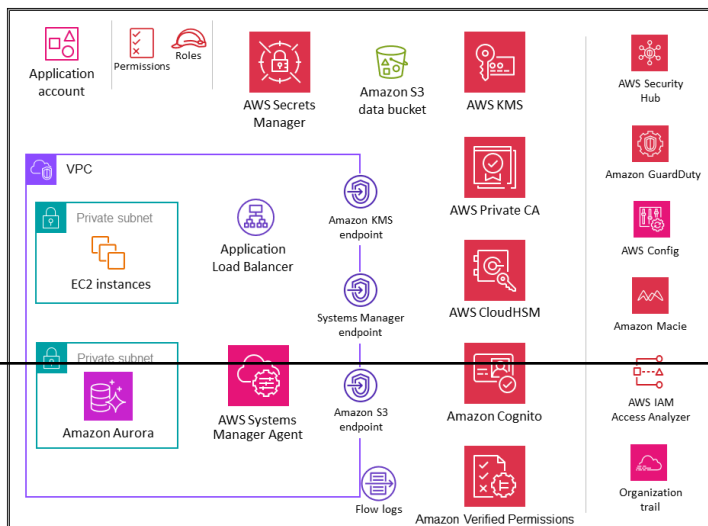 Application
account
Permissions
Roles
AWS Secrets
Manager
Amazon S3
data bucket
AWS KMS
AWS Security
Hub
VPC
Private subnet
EC2 instances
Application
Load Balancer
Amazon KMS
endpoint
AWS Private CA
Amazon GuardDuty
AWS Config
Systems Manager
endpoint
AWS CloudHSM
Amazon Macie
Private subnet
Amazon Aurora
AWS Systems
Manager Agent
Amazon S3
endpoint
Amazon Cognito
AWS IAM
Access Analyzer
Flow logs
Amazon Verified Permissions
Organization
trail